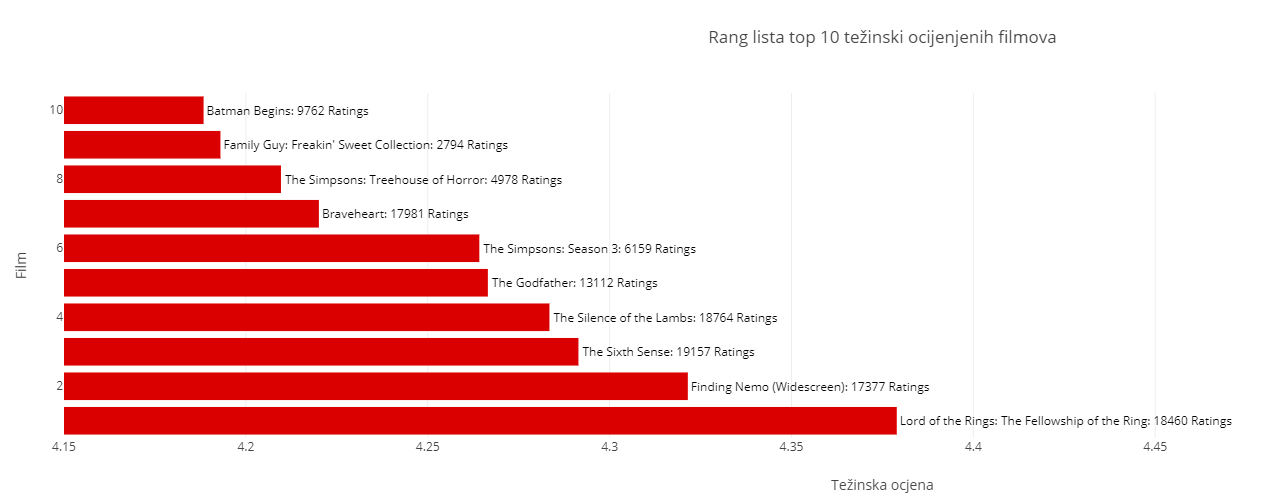 Rang lista top 10 težinski ocijenjenih filmova
10
Batman Begins: 9762 Ratings
Family Guy: Freakin' Sweet Collection: 2794 Ratings
8
The Simpsons: Treehouse of Horror: 4978 Ratings
Braveheart: 17981 Ratings
6
The Simpsons: Season 3: 6159 Ratings
Film
The Godfather: 13112 Ratings
4
The Silence of the Lambs: 18764 Ratings
The Sixth Sense: 19157 Ratings
2
Finding Nemo (Widescreen): 17377 Ratings
Lord of the Rings: The Fellowship of the Ring: 18460 Ratings
4.15 4.2 4.25 4.3 4.35 4.4 4.45
Težinska ocjena